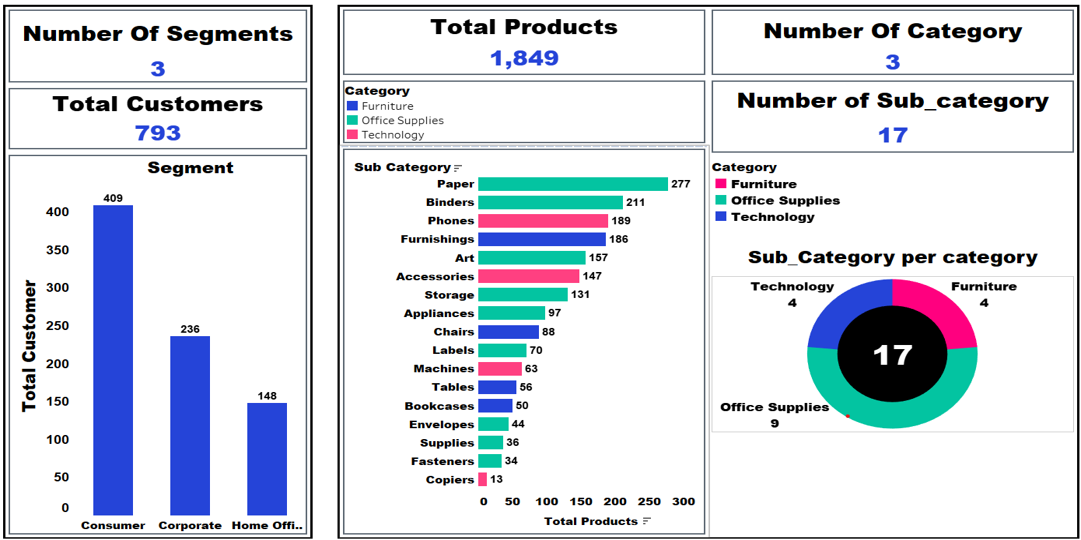 Number Of Segments
3
Total Customers
793
Segment
Total Customer
400
350
300
250
200
150
100
50
0
409
236
148
Consumer Corporate Home Offi..
Total Products
1,849
Category
Furniture
Office Supplies
Technology
Sub Category
Paper 277
Binders 211
Phones 189
Furnishings 186
Art 157
Accessories 147
Storage 131
Appliances 97
Chairs 88
Labels 70
Machines 63
Tables 56
Bookcases 50
Envelopes 44
Supplies 36
Fasteners 34
Copiers 13
0 50 100 150 200 250 300
Total Products
Number Of Category
3
Number of Sub_category
17
Category
Furniture
Office Supplies
Technology
Sub_Category per category
Technology
4
Furniture
4
17
Office Supplies
9